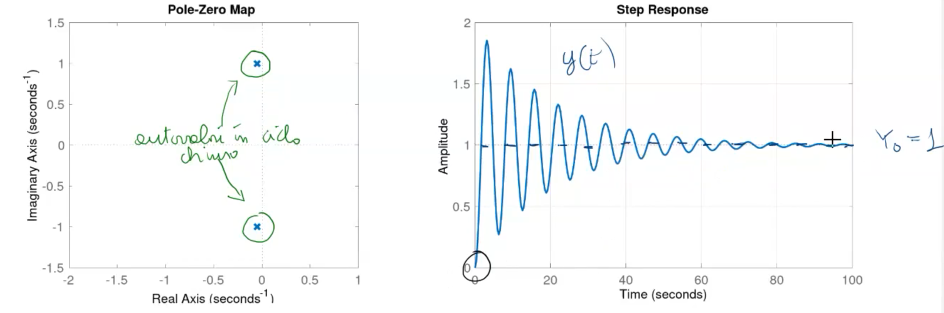 Pole-Zero Map
1.5
1
0.5
0
-0.5
-1
-1.5
-2
-1.5
-1
-0.5
0
0.5
1
Imaginary Axis (seconds-1)
Real Axis (seconds-1)
autovalori in ciclo
chiuso
Step Response
2
1.5
1
0.5
0
0
20
40
60
80
100
Amplitude
Time (seconds)
y(t)
Y0 = 1